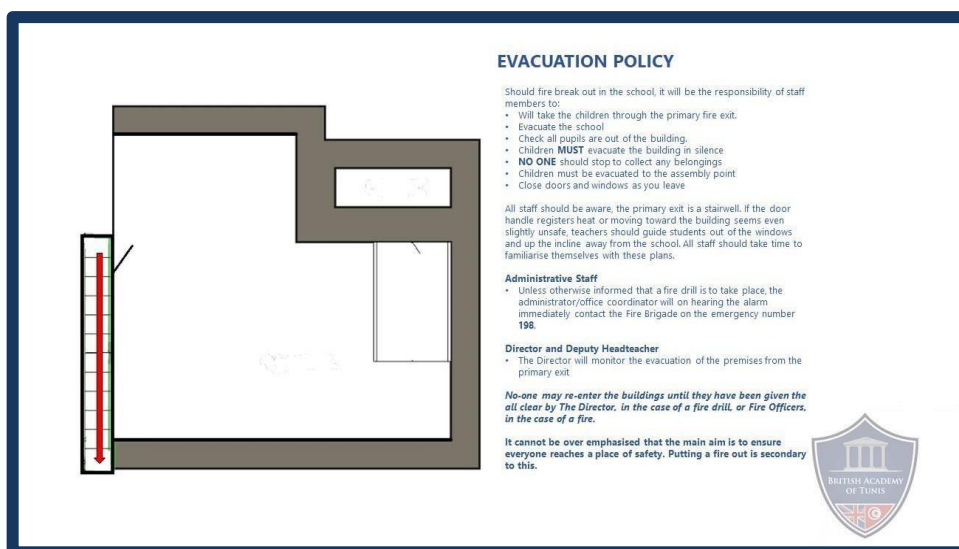 EVACUATION POLICY
Should fire break out in the school, it will be the responsibility of staff
members to:
• Will take the children through the primary fire exit.
• Evacuate the school
• Check all pupils are out of the building.
• Children MUST evacuate the building in silence
• NO ONE should stop to collect any belongings
• Children must be evacuated to the assembly point
• Close doors and windows as you leave
All staff should be aware, the primary exit is a stairwell. If the door
handle registers heat or moving toward the building seems even
slightly unsafe, teachers should guide students out of the windows
and up the incline away from the school. All staff should take time to
familiarise themselves with these plans.
Administrative Staff
• Unless otherwise informed that a fire drill is to take place, the
administrator/office coordinator will on hearing the alarm
immediately contact the Fire Brigade on the emergency number
198.
Director and Deputy Headteacher
• The Director will monitor the evacuation of the premises from the
primary exit
No-one may re-enter the buildings until they have been given the
all clear by The Director, in the case of a fire drill, or Fire Officers,
in the case of a fire.
It cannot be over emphasised that the main aim is to ensure
everyone reaches a place of safety. Putting a fire out is secondary
to this.
BRITISH ACADEMY
OF TUNIS